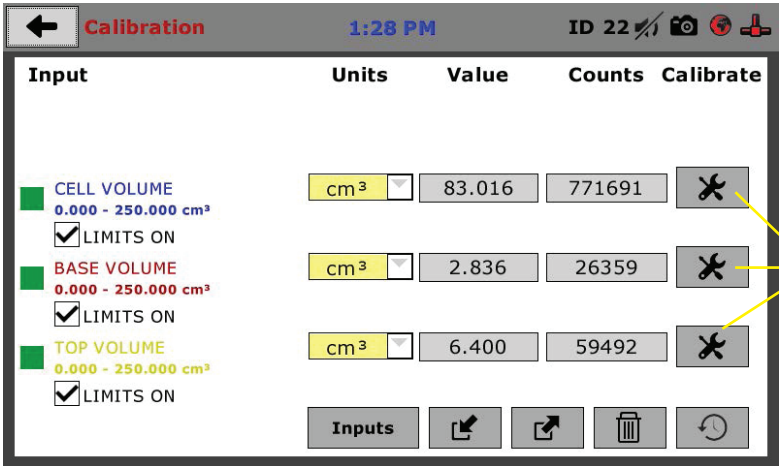 Calibration 1:28 PM ID 22
Input Units Value Counts Calibrate
CELL VOLUME
0.000 - 250.000 cm³
cm³ 83.016 771691
LIMITS ON
BASE VOLUME
0.000 - 250.000 cm³
cm³ 2.836 26359
LIMITS ON
TOP VOLUME
0.000 - 250.000 cm³
cm³ 6.400 59492
LIMITS ON
Inputs